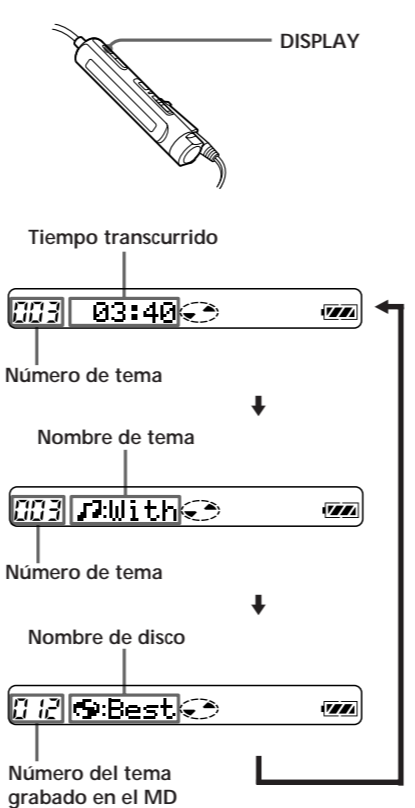 DISPLAY
Tiempo transcurrido
003 03:40
Número de tema
Nombre de tema
003 :With
Número de tema
Nombre de disco
012 :Best
Número del tema
grabado en el MD